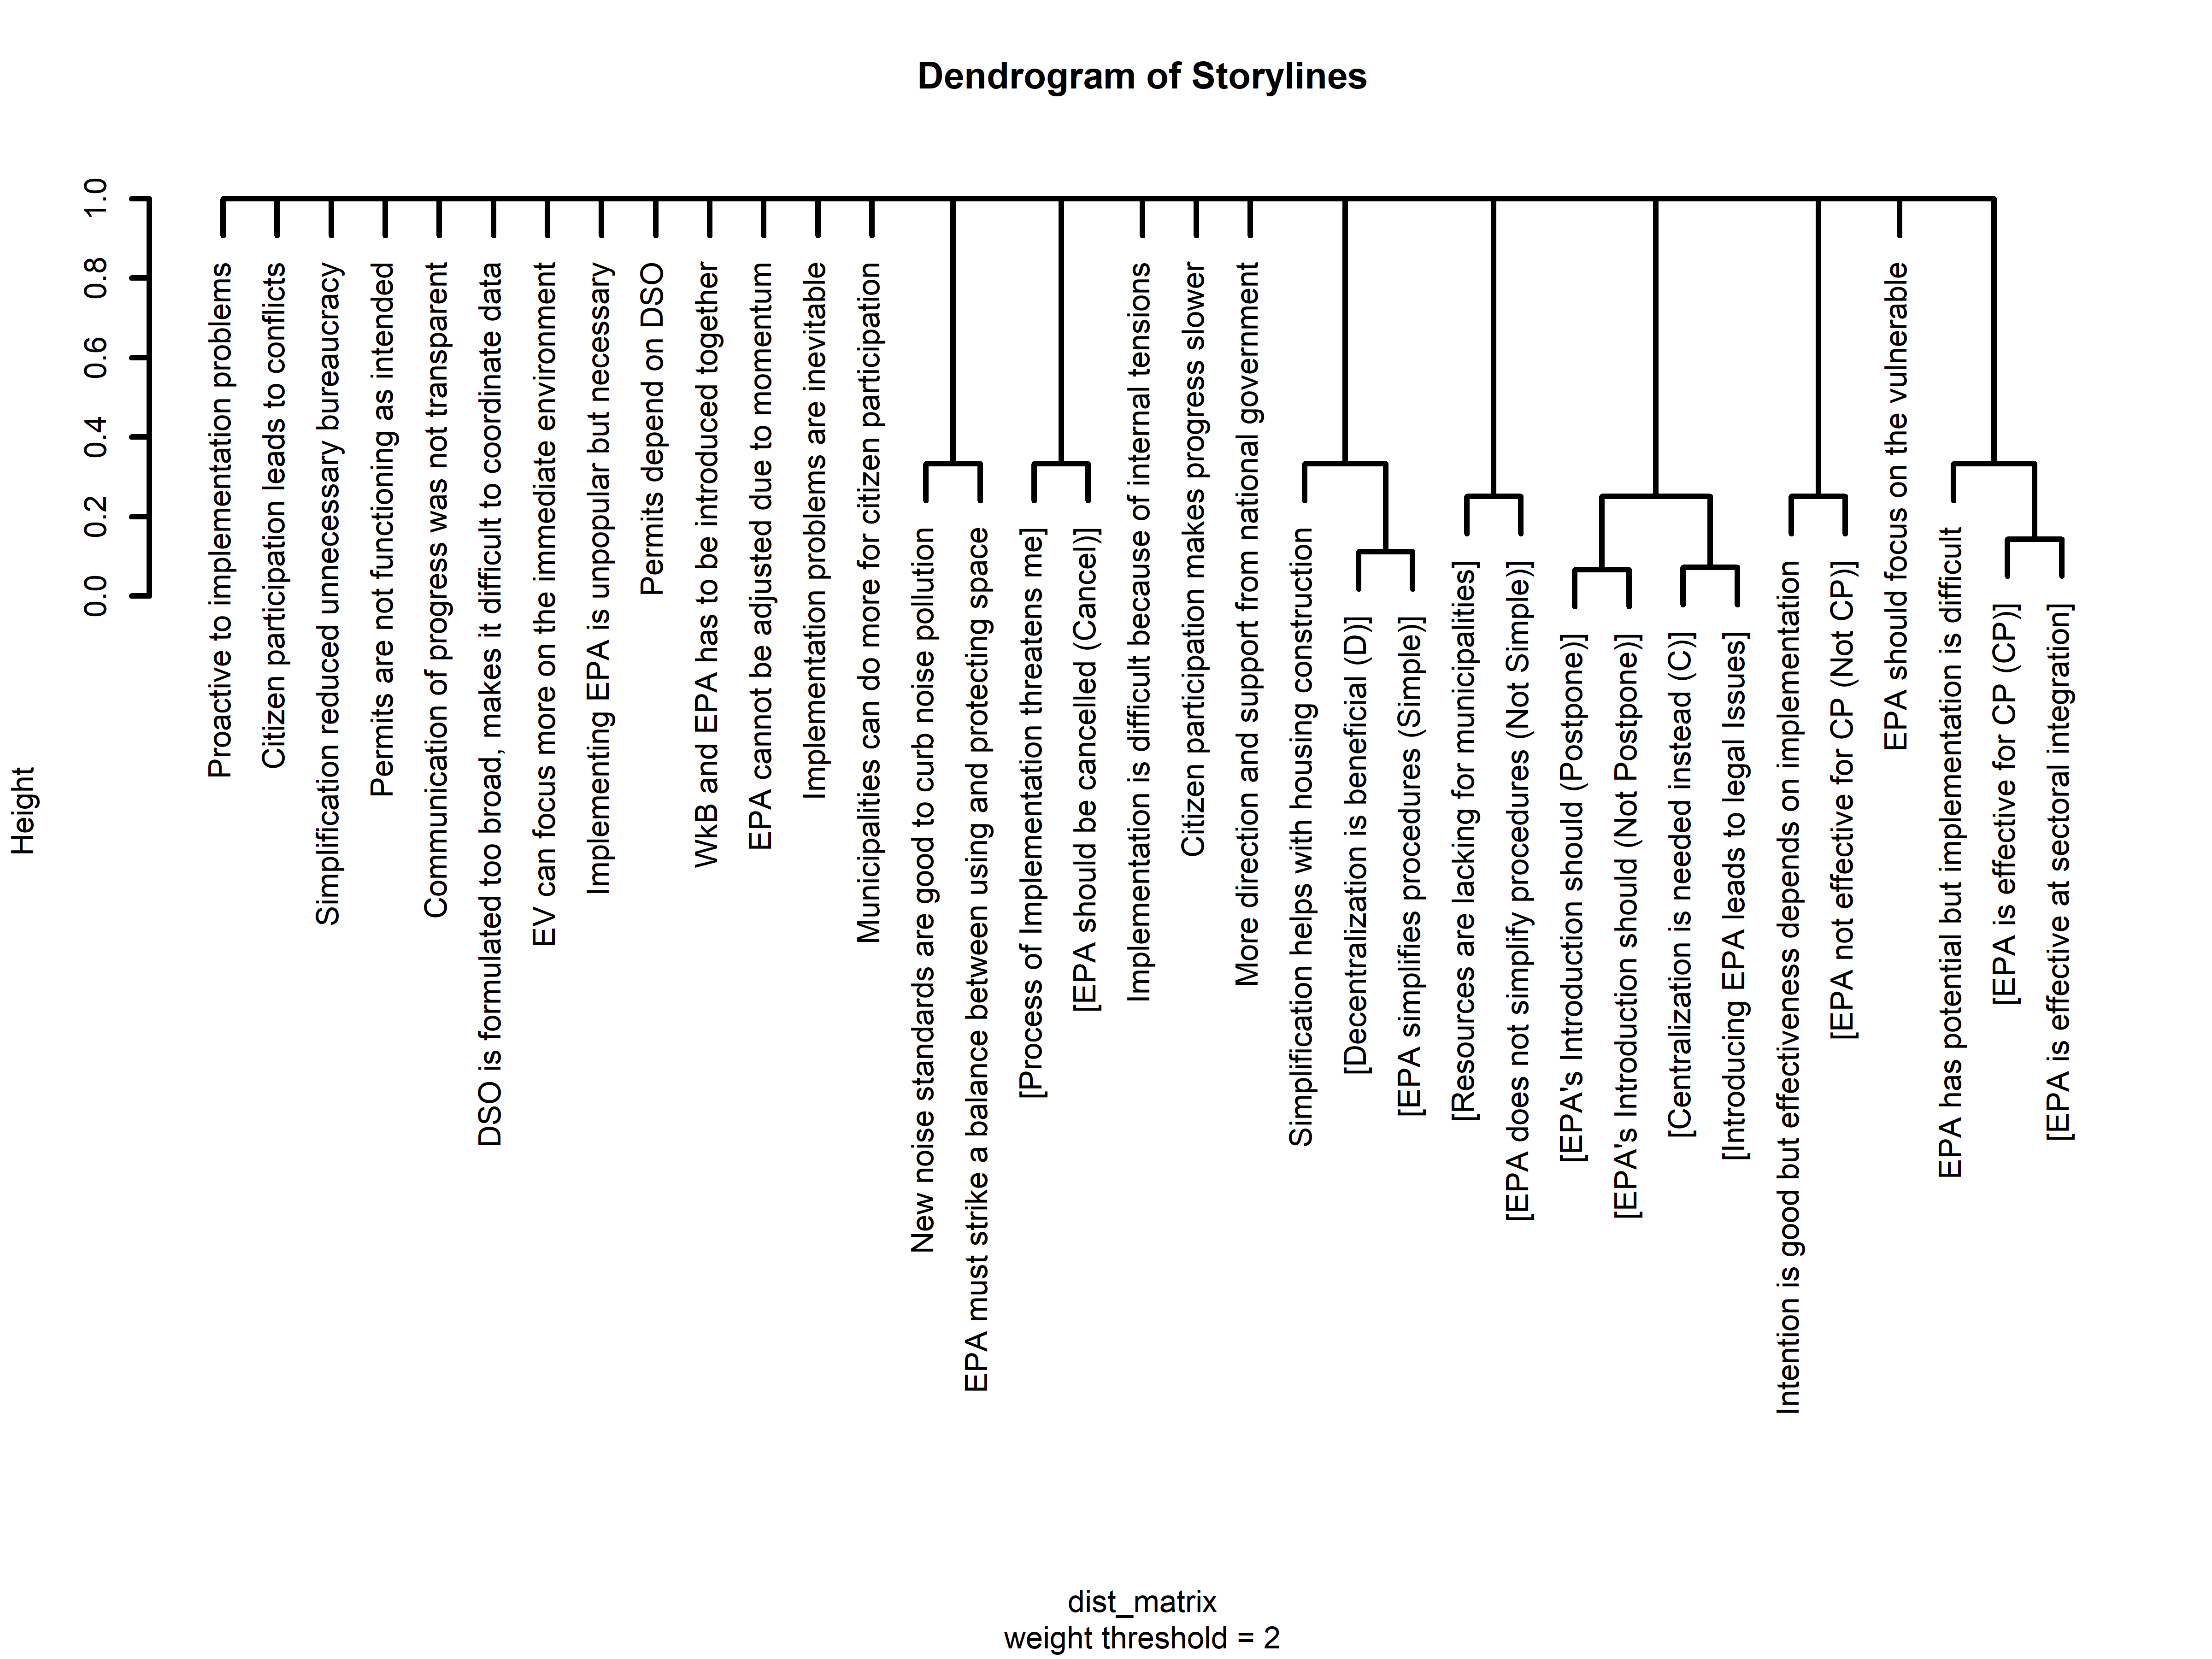 Dendrogram of Storylines
Height
1.0
0.8
0.6
0.4
0.2
0.0
Proactive to implementation problems
Citizen participation leads to conflicts
Simplification reduced unnecessary bureaucracy
Permits are not functioning as intended
Communication of progress was not transparent
DSO is formulated too broad, makes it difficult to coordinate data
EV can focus more on the immediate environment
Implementing EPA is unpopular but necessary
Permits depend on DSO
WkB and EPA has to be introduced together
EPA cannot be adjusted due to momentum
Implementation problems are inevitable
Municipalities can do more for citizen participation
New noise standards are good to curb noise pollution
EPA must strike a balance between using and protecting space
[Process of Implementation threatens me]
[EPA should be cancelled (Cancel)]
Implementation is difficult because of internal tensions
Citizen participation makes progress slower
More direction and support from national government
Simplification helps with housing construction
[Decentralization is beneficial (D)]
[EPA simplifies procedures (Simple)]
[Resources are lacking for municipalities]
[EPA does not simplify procedures (Not Simple)]
[EPA's Introduction should (Postpone)]
[EPA's Introduction should (Not Postpone)]
[Centralization is needed instead (C)]
[Introducing EPA leads to legal Issues]
Intention is good but effectiveness depends on implementation
[EPA not effective for CP (Not CP)]
EPA should focus on the vulnerable
EPA has potential but implementation is difficult
[EPA is effective for CP (CP)]
[EPA is effective at sectoral integration]
dist_matrix
weight threshold = 2